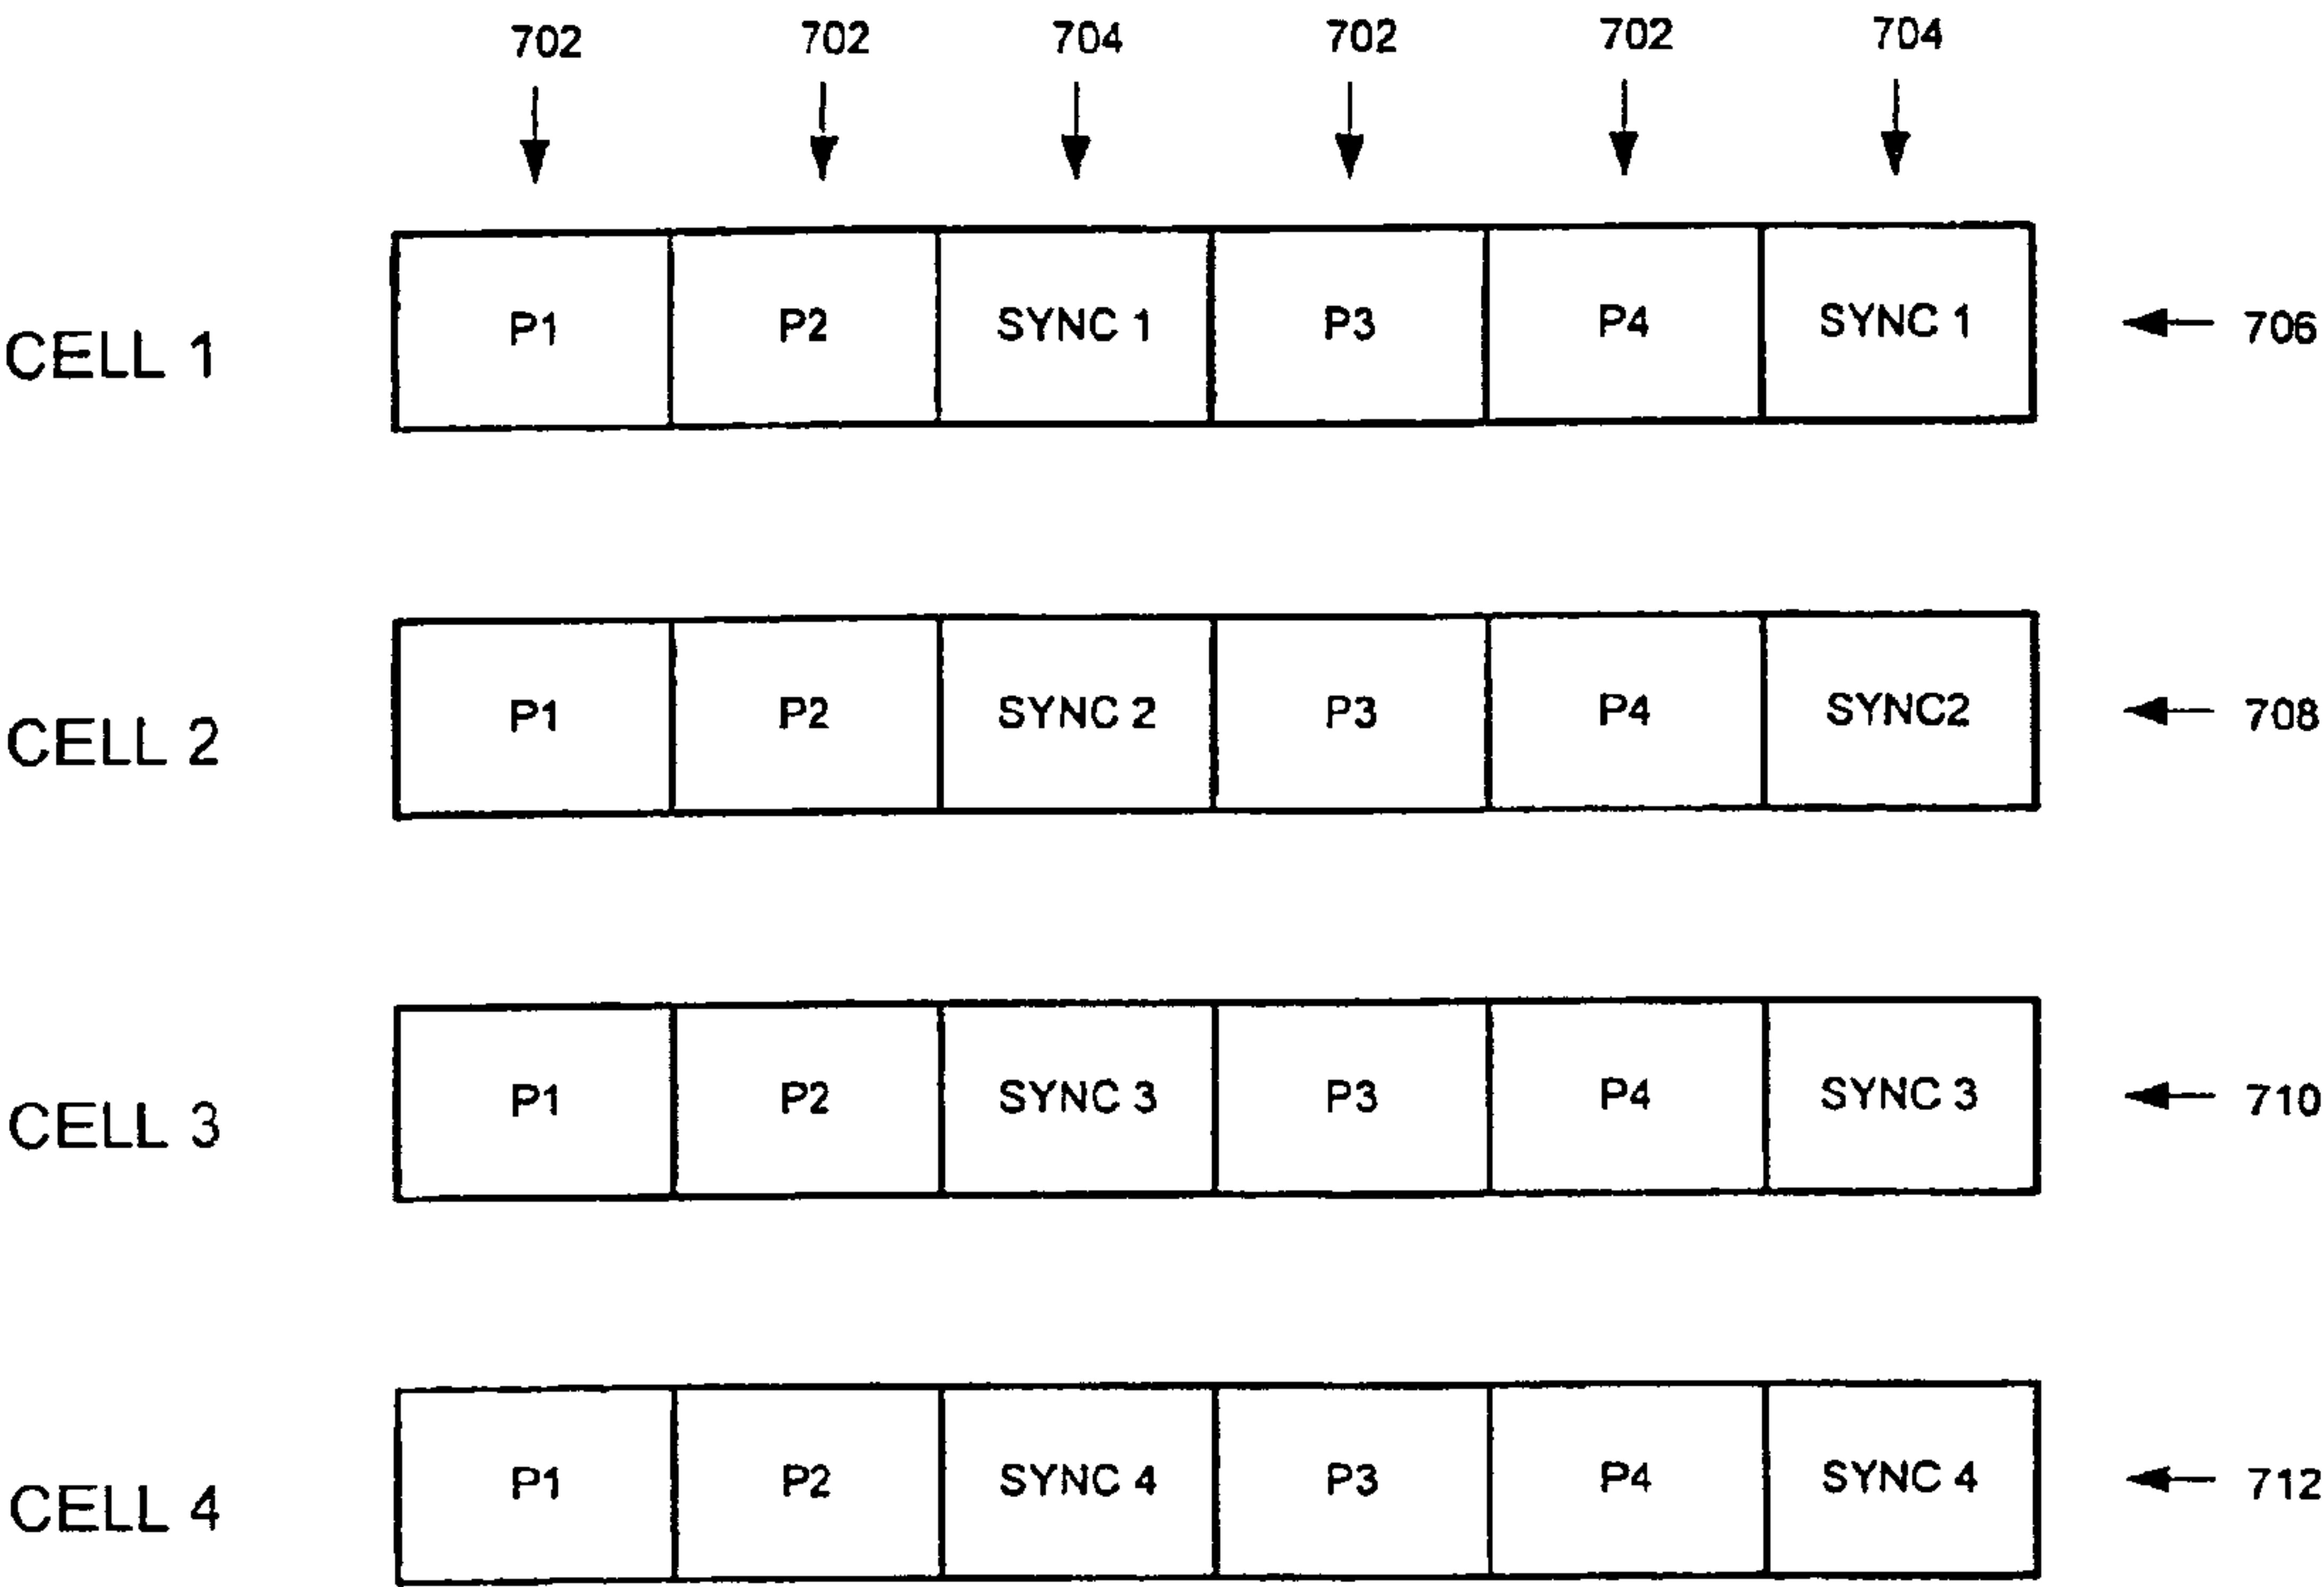 702 702 704 702 702 704
CELL 1 P1 P2 SYNC 1 P3 P4 SYNC 1 706
CELL 2 P1 P2 SYNC 2 P3 P4 SYNC2 708
CELL 3 P1 P2 SYNC 3 P3 P4 SYNC 3 710
CELL 4 P1 P2 SYNC 4 P3 P4 SYNC 4 712